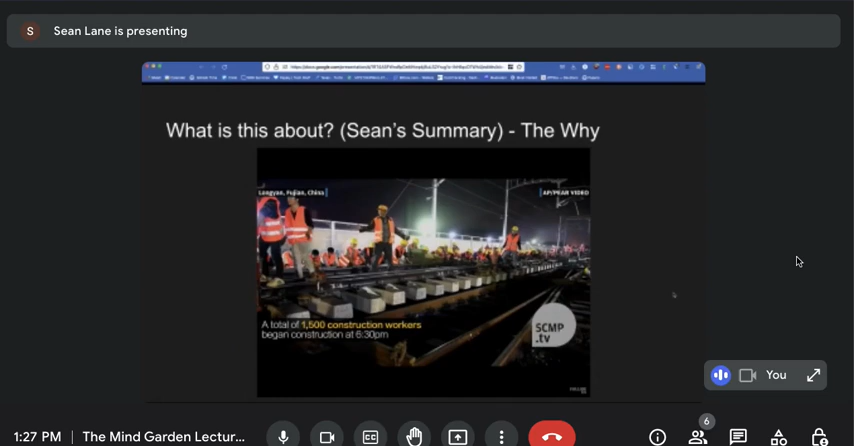 S Sean Lane is presenting
What is this about? (Sean's Summary) - The Why
Longyan, Fujian, China
AP/PEAR VIDEO
A total of 1,500 construction workers
began construction at 6:30pm
SCMP
.tv
You
6
1:27 PM | The Mind Garden Lectur...
CC